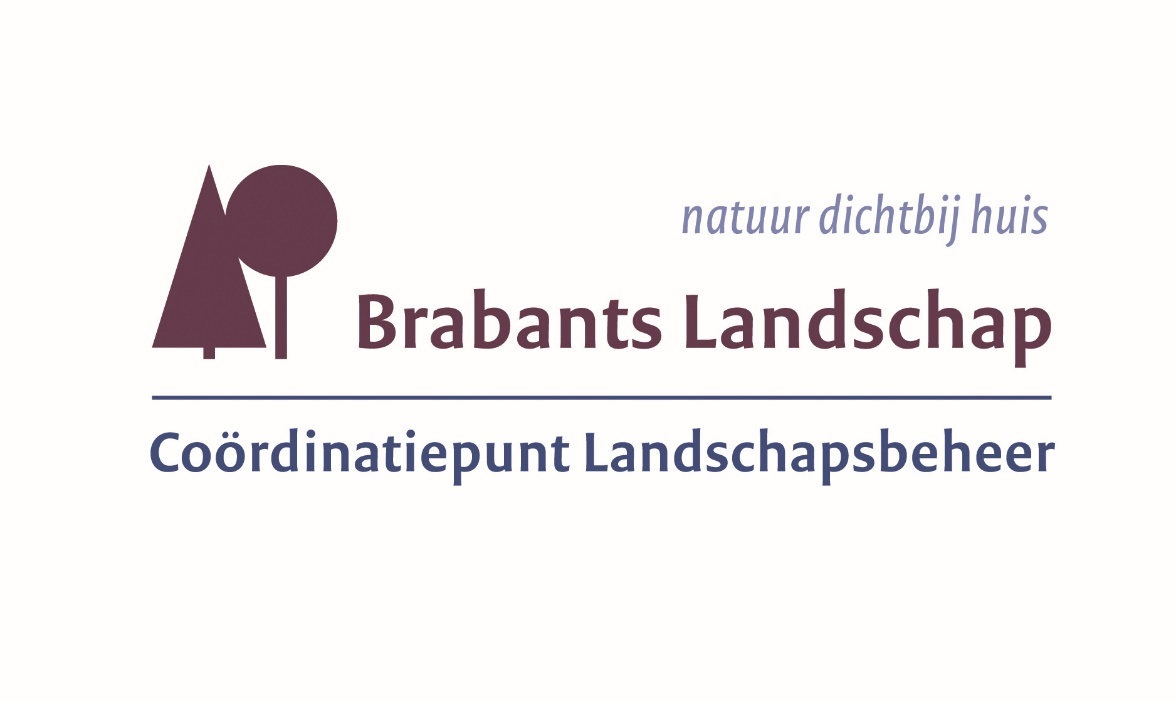 natuur dichtbij huis
Brabants Landschap
Coördinatiepunt Landschapsbeheer